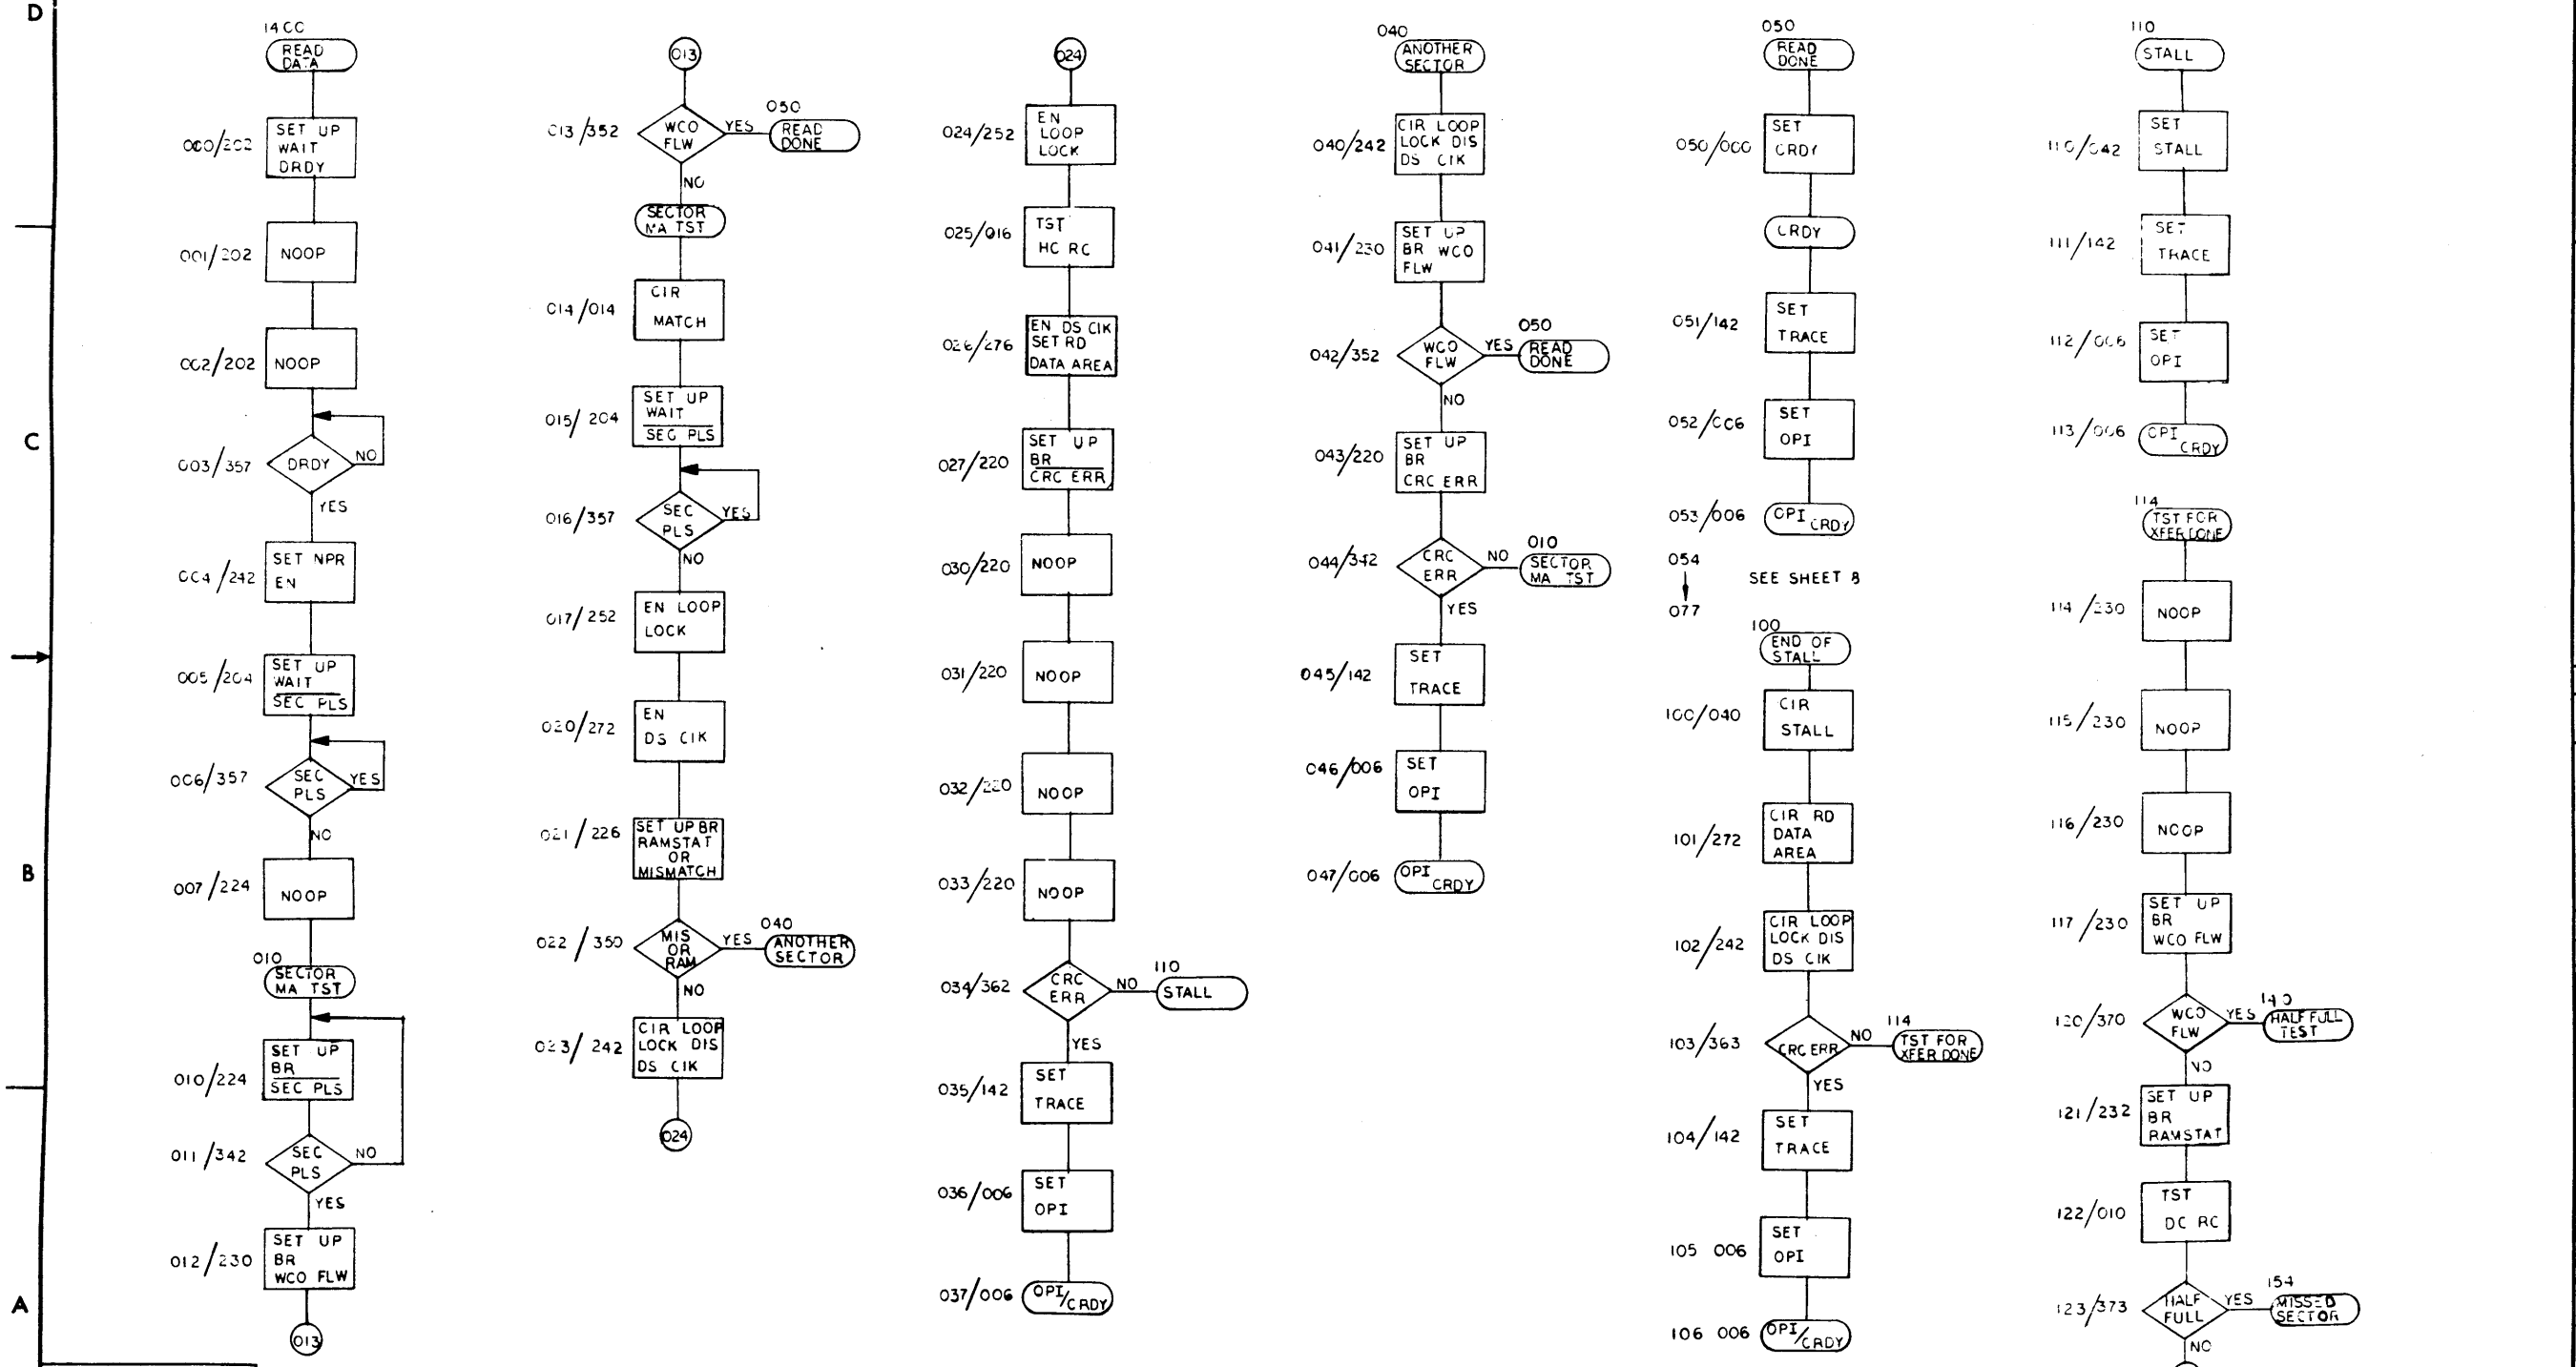 D
C
B
A
14CC
READ
DATA
000/202
SET UP
WAIT
DRDY
001/202
NOOP
002/202
NOOP
003/357
DRDY
NO
YES
004/242
SET NPR
EN
005/204
SET UP
WAIT
SEC PLS
006/357
SEC
PLS
YES
NO
007/224
NOOP
010
SECTOR
MA TST
010/224
SET UP
BR
SEC PLS
011/342
SEC
PLS
NO
YES
012/230
SET UP
BR
WCO FLW
013
013
013/352
WCO
FLW
YES
050
READ
DONE
NO
SECTOR
MA TST
014/014
CIR
MATCH
015/204
SET UP
WAIT
SEC PLS
016/357
SEC
PLS
YES
NO
017/252
EN LOOP
LOCK
020/272
EN
DS CIK
021/226
SET UP BR
RAMSTAT
OR
MISMATCH
022/350
MIS
OR
RAM
YES
040
ANOTHER
SECTOR
NO
023/242
CIR LOOP
LOCK DIS
DS CIK
024
024
024/252
EN
LOOP
LOCK
025/016
TST
HC RC
026/276
EN DS CIK
SET RD
DATA AREA
027/220
SET UP
BR
CRC ERR
030/220
NOOP
031/220
NOOP
032/220
NOOP
033/220
NOOP
034/362
CRC
ERR
NO
110
STALL
YES
035/142
SET
TRACE
036/006
SET
OPI
037/006
OPI/CRDY
040
ANOTHER
SECTOR
040/242
CIR LOOP
LOCK DIS
DS CIK
041/230
SET UP
BR WCO
FLW
042/352
WCO
FLW
YES
050
READ
DONE
NO
043/220
SET UP
BR
CRC ERR
044/342
CRC
ERR
NO
010
SECTOR
MA TST
YES
045/142
SET
TRACE
046/006
SET
OPI
047/006
OPI CRDY
050
READ
DONE
050/000
SET
CRDY
CRDY
051/142
SET
TRACE
052/006
SET
OPI
053/006
OPI CRDY
054
SEE SHEET 8
077
100
END OF
STALL
100/040
CIR
STALL
101/272
CIR RD
DATA
AREA
102/242
CIR LOOP
LOCK DIS
DS CIK
103/363
CRC ERR
NO
114
TST FOR
XFER DONE
YES
104/142
SET
TRACE
105 006
SET
OPI
106 006
OPI/CRDY
110
STALL
110/042
SET
STALL
111/142
SET
TRACE
112/006
SET
OPI
113/006
OPI CRDY
114
TST FOR
XFER DONE
114/230
NOOP
115/230
NOOP
116/230
NOOP
117/230
SET UP
BR
WCO FLW
120/370
WCO
FLW
YES
140
HALF FULL
TEST
NO
121/232
SET UP
BR
RAMSTAT
122/010
TST
DC RC
123/373
HALF
FULL
YES
154
MISSED
SECTOR
NO